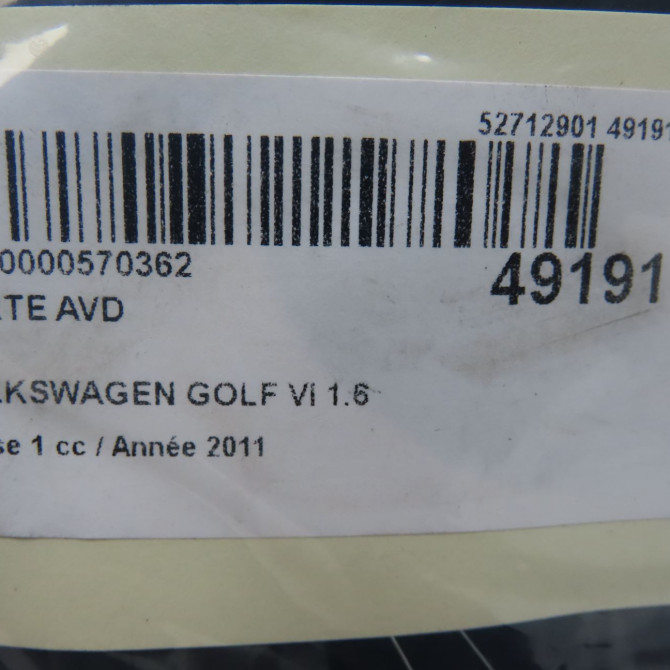 52712901 49191
0000570362
49191
LTE AVD
LKSWAGEN GOLF VI 1.6
se 1 cc / Année 2011